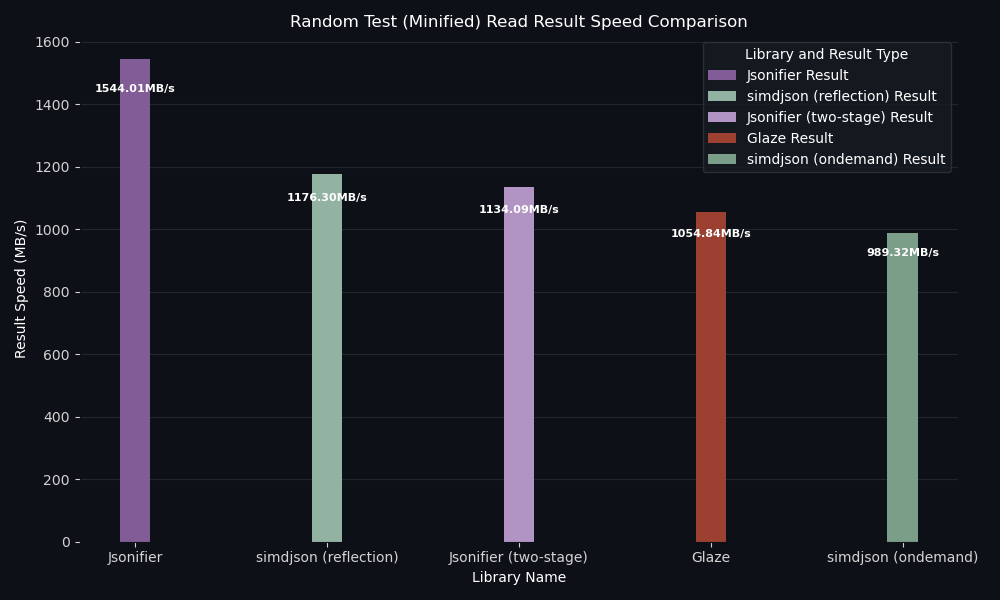 Random Test (Minified) Read Result Speed Comparison
Library and Result Type
Jsonifier Result
simdjson (reflection) Result
Jsonifier (two-stage) Result
Glaze Result
simdjson (ondemand) Result
Result Speed (MB/s)
1600
1400
1200
1000
800
600
400
200
0
1544.01MB/s
1176.30MB/s
1134.09MB/s
1054.84MB/s
989.32MB/s
Jsonifier
simdjson (reflection)
Jsonifier (two-stage)
Glaze
simdjson (ondemand)
Library Name